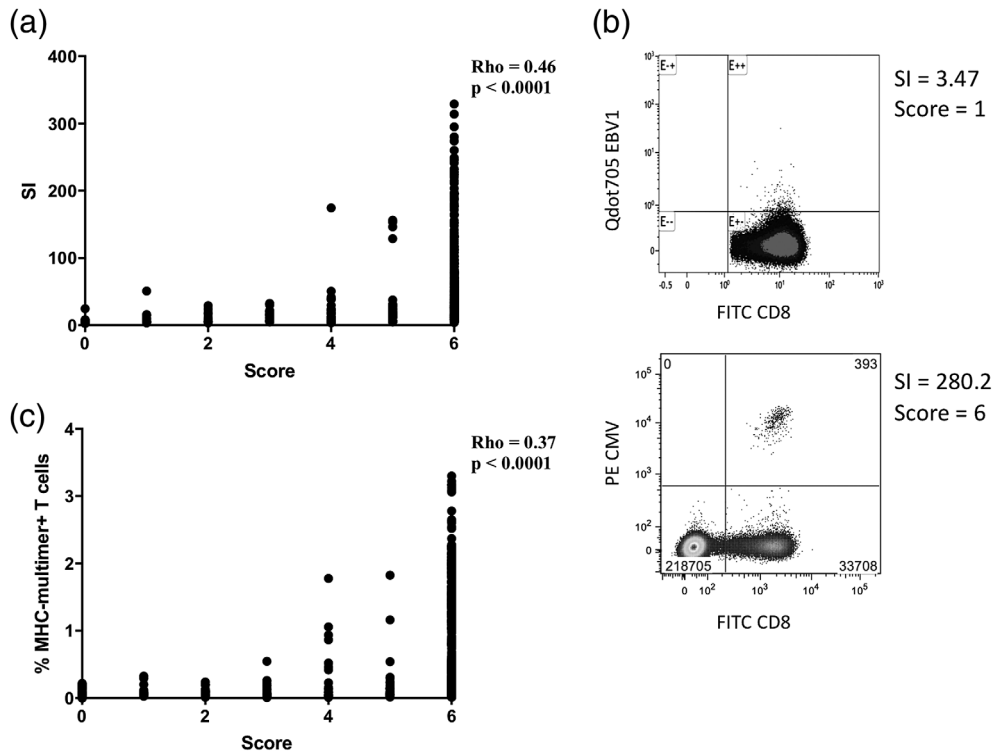 (a)
400
300
200
100
0
SI
0 2 4 6
Score
Rho = 0.46
p < 0.0001
(b)
10³
10²
10¹
10⁰
0
Qdot705 EBV1
E-+
E++
E--
E+-
-0.5 0 10⁰ 10¹ 10² 10³
FITC CD8
SI = 3.47
Score = 1
10⁵
10⁴
10³
10²
0
PE CMV
0
393
218705
33708
0 10² 10³ 10⁴ 10⁵
FITC CD8
SI = 280.2
Score = 6
(c)
4
3
2
1
0
% MHC-multimer+ T cells
0 2 4 6
Score
Rho = 0.37
p < 0.0001